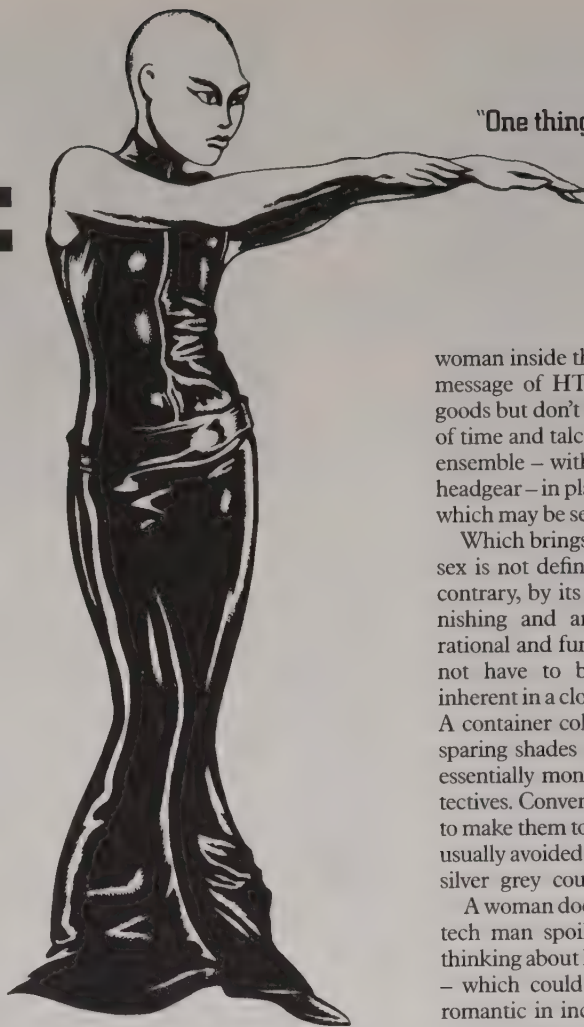 "One thing
woman inside th
message of HT
goods but don't
of time and talc
ensemble – with
headgear – in pla
which may be se
Which brings
sex is not defin
contrary, by its
nishing and ar
rational and fur
not have to b
inherent in a clo
A container col
sparing shades
essentially mon
tectives. Conver
to make them to
usually avoided
silver grey cou
A woman doe
tech man spoil
thinking about
– which could
romantic in inc